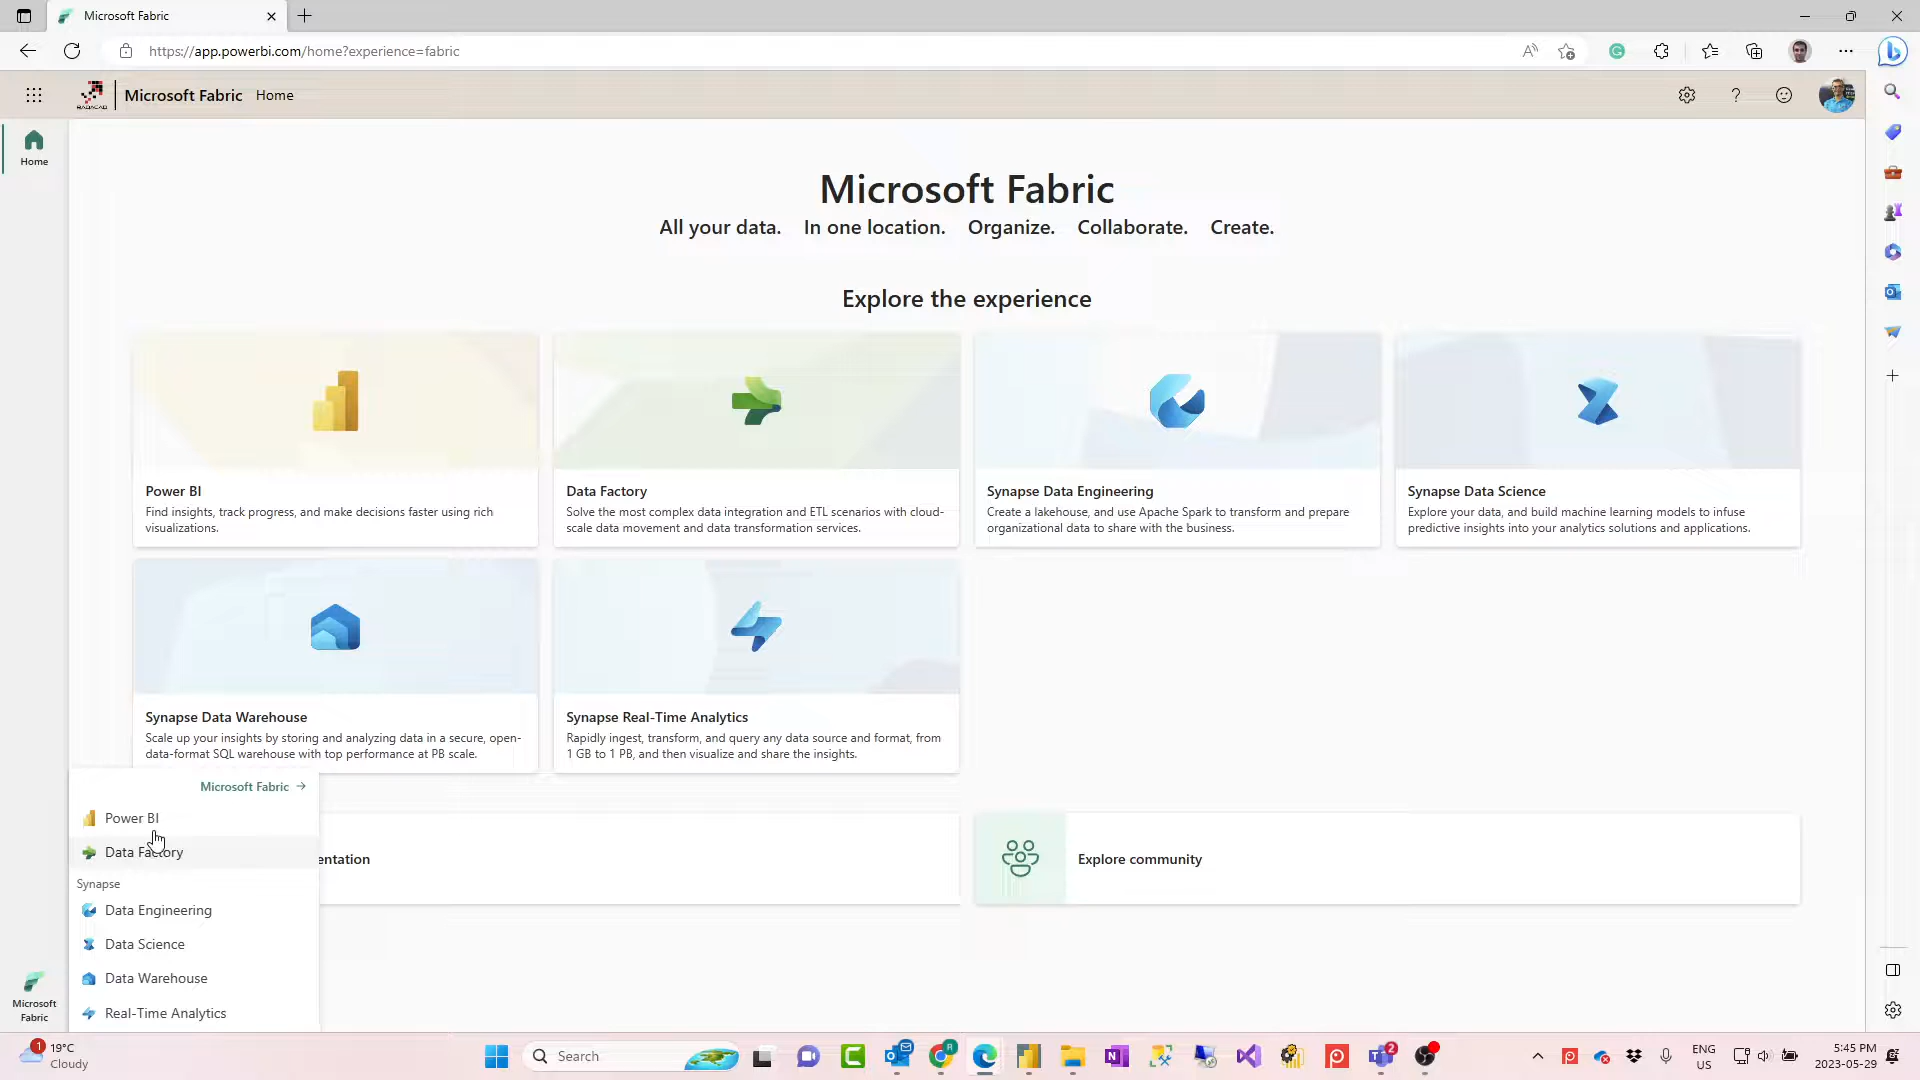 Microsoft Fabric
https://app.powerbi.com/home?experience=fabric
RADACAD
Microsoft Fabric
Home
Home
Microsoft Fabric
All your data. In one location. Organize. Collaborate. Create.
Explore the experience
Power BI
Find insights, track progress, and make decisions faster using rich
visualizations.
Data Factory
Solve the most complex data integration and ETL scenarios with cloud-
scale data movement and data transformation services.
Synapse Data Engineering
Create a lakehouse, and use Apache Spark to transform and prepare
organizational data to share with the business.
Synapse Data Science
Explore your data, and build machine learning models to infuse
predictive insights into your analytics solutions and applications.
Synapse Data Warehouse
Scale up your insights by storing and analyzing data in a secure, open-
data-format SQL warehouse with top performance at PB scale.
Synapse Real-Time Analytics
Rapidly ingest, transform, and query any data source and format, from
1 GB to 1 PB, and then visualize and share the insights.
Microsoft Fabric →
Power BI
Data Factory
Synapse
Data Engineering
Data Science
Data Warehouse
Real-Time Analytics
entation
Explore community
Microsoft
Fabric
1
19°C
Cloudy
Search
R
2
ENG
US
5:45 PM
2023-05-29